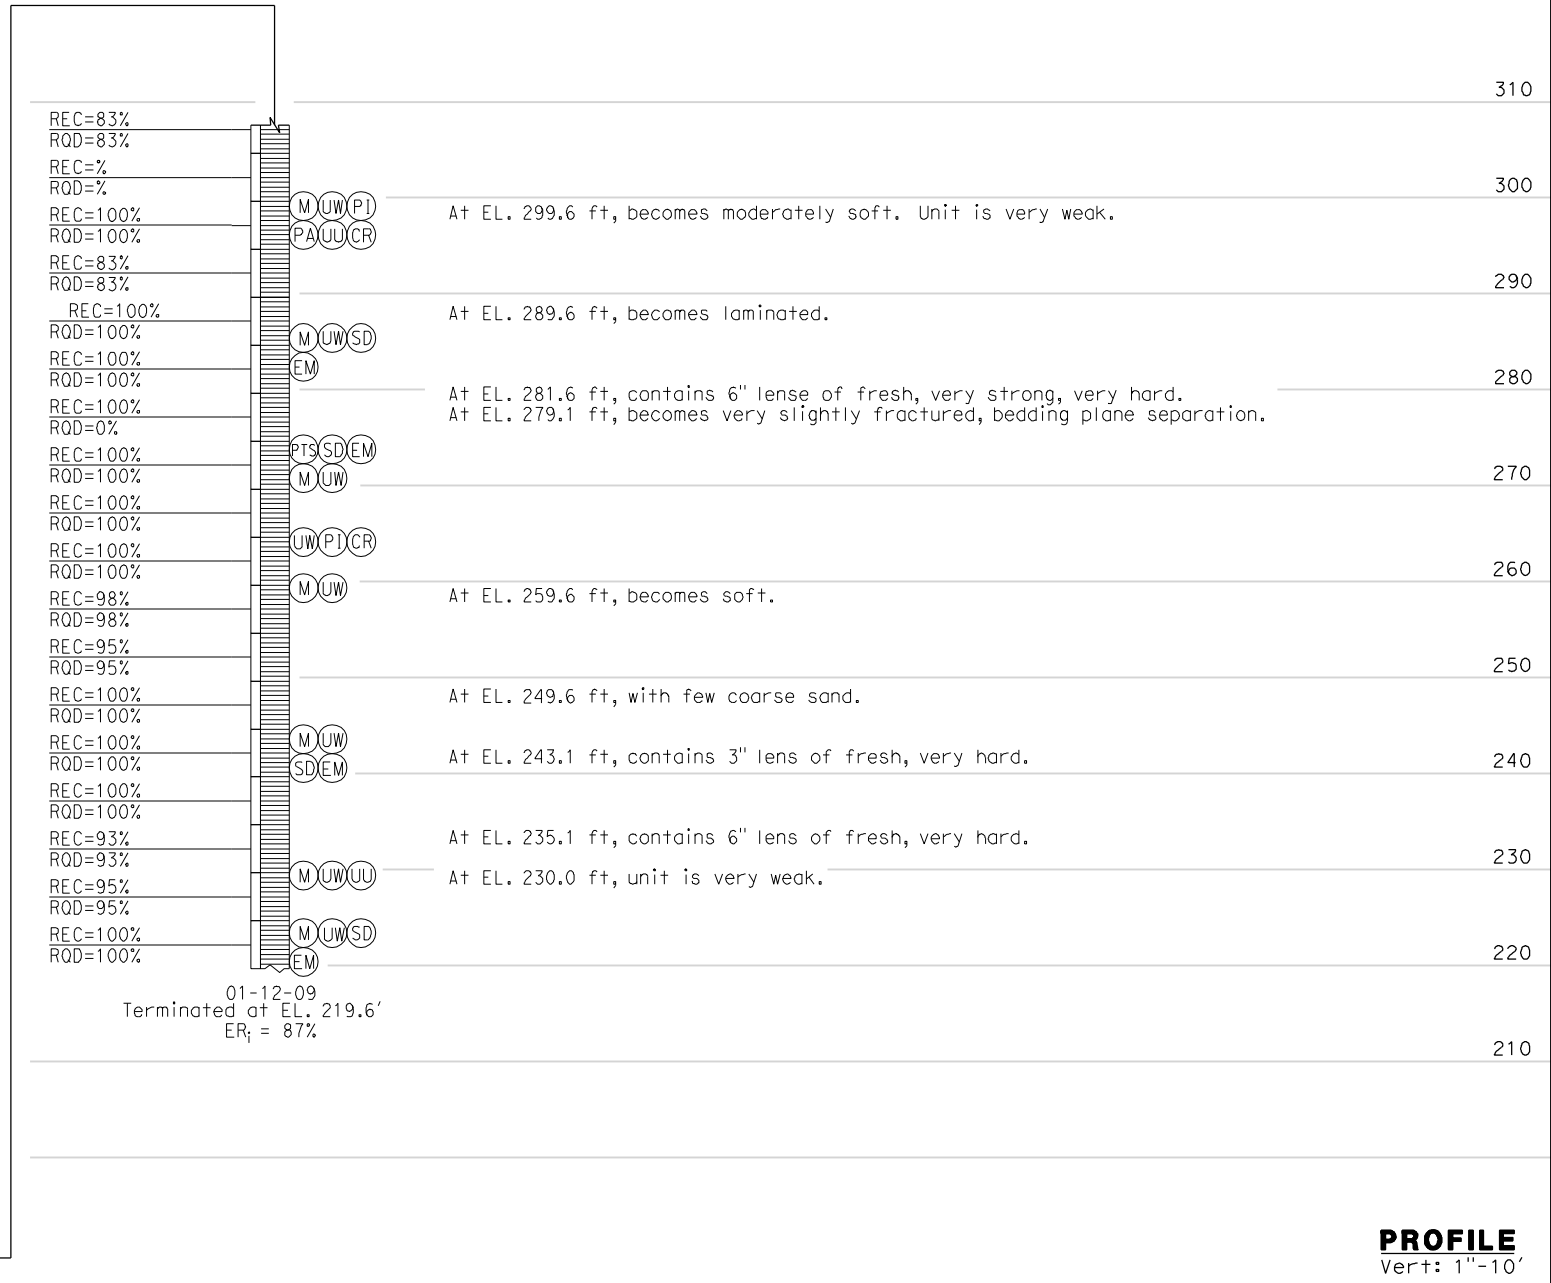 310
REC=83%
RQD=83%
REC=%
RQD=%
300
M UW PI
REC=100%
At EL. 299.6 ft, becomes moderately soft. Unit is very weak.
RQD=100%
PA UU CR
REC=83%
RQD=83%
290
REC=100%
At EL. 289.6 ft, becomes laminated.
RQD=100%
M UW SD
REC=100%
EM
RQD=100%
280
At EL. 281.6 ft, contains 6" lense of fresh, very strong, very hard.
REC=100%
At EL. 279.1 ft, becomes very slightly fractured, bedding plane separation.
RQD=0%
PTS SD EM
REC=100%
RQD=100%
M UW
270
REC=100%
RQD=100%
UW PI CR
REC=100%
RQD=100%
260
M UW
REC=98%
At EL. 259.6 ft, becomes soft.
RQD=98%
REC=95%
RQD=95%
250
REC=100%
At EL. 249.6 ft, with few coarse sand.
RQD=100%
M UW
REC=100%
At EL. 243.1 ft, contains 3" lens of fresh, very hard.
RQD=100%
SD EM
240
REC=100%
RQD=100%
REC=93%
At EL. 235.1 ft, contains 6" lens of fresh, very hard.
RQD=93%
230
M UW UU
At EL. 230.0 ft, unit is very weak.
REC=95%
RQD=95%
REC=100%
M UW SD
RQD=100%
EM
220
01-12-09
Terminated at EL. 219.6'
ERi = 87%
210
PROFILE
Vert: 1"-10'